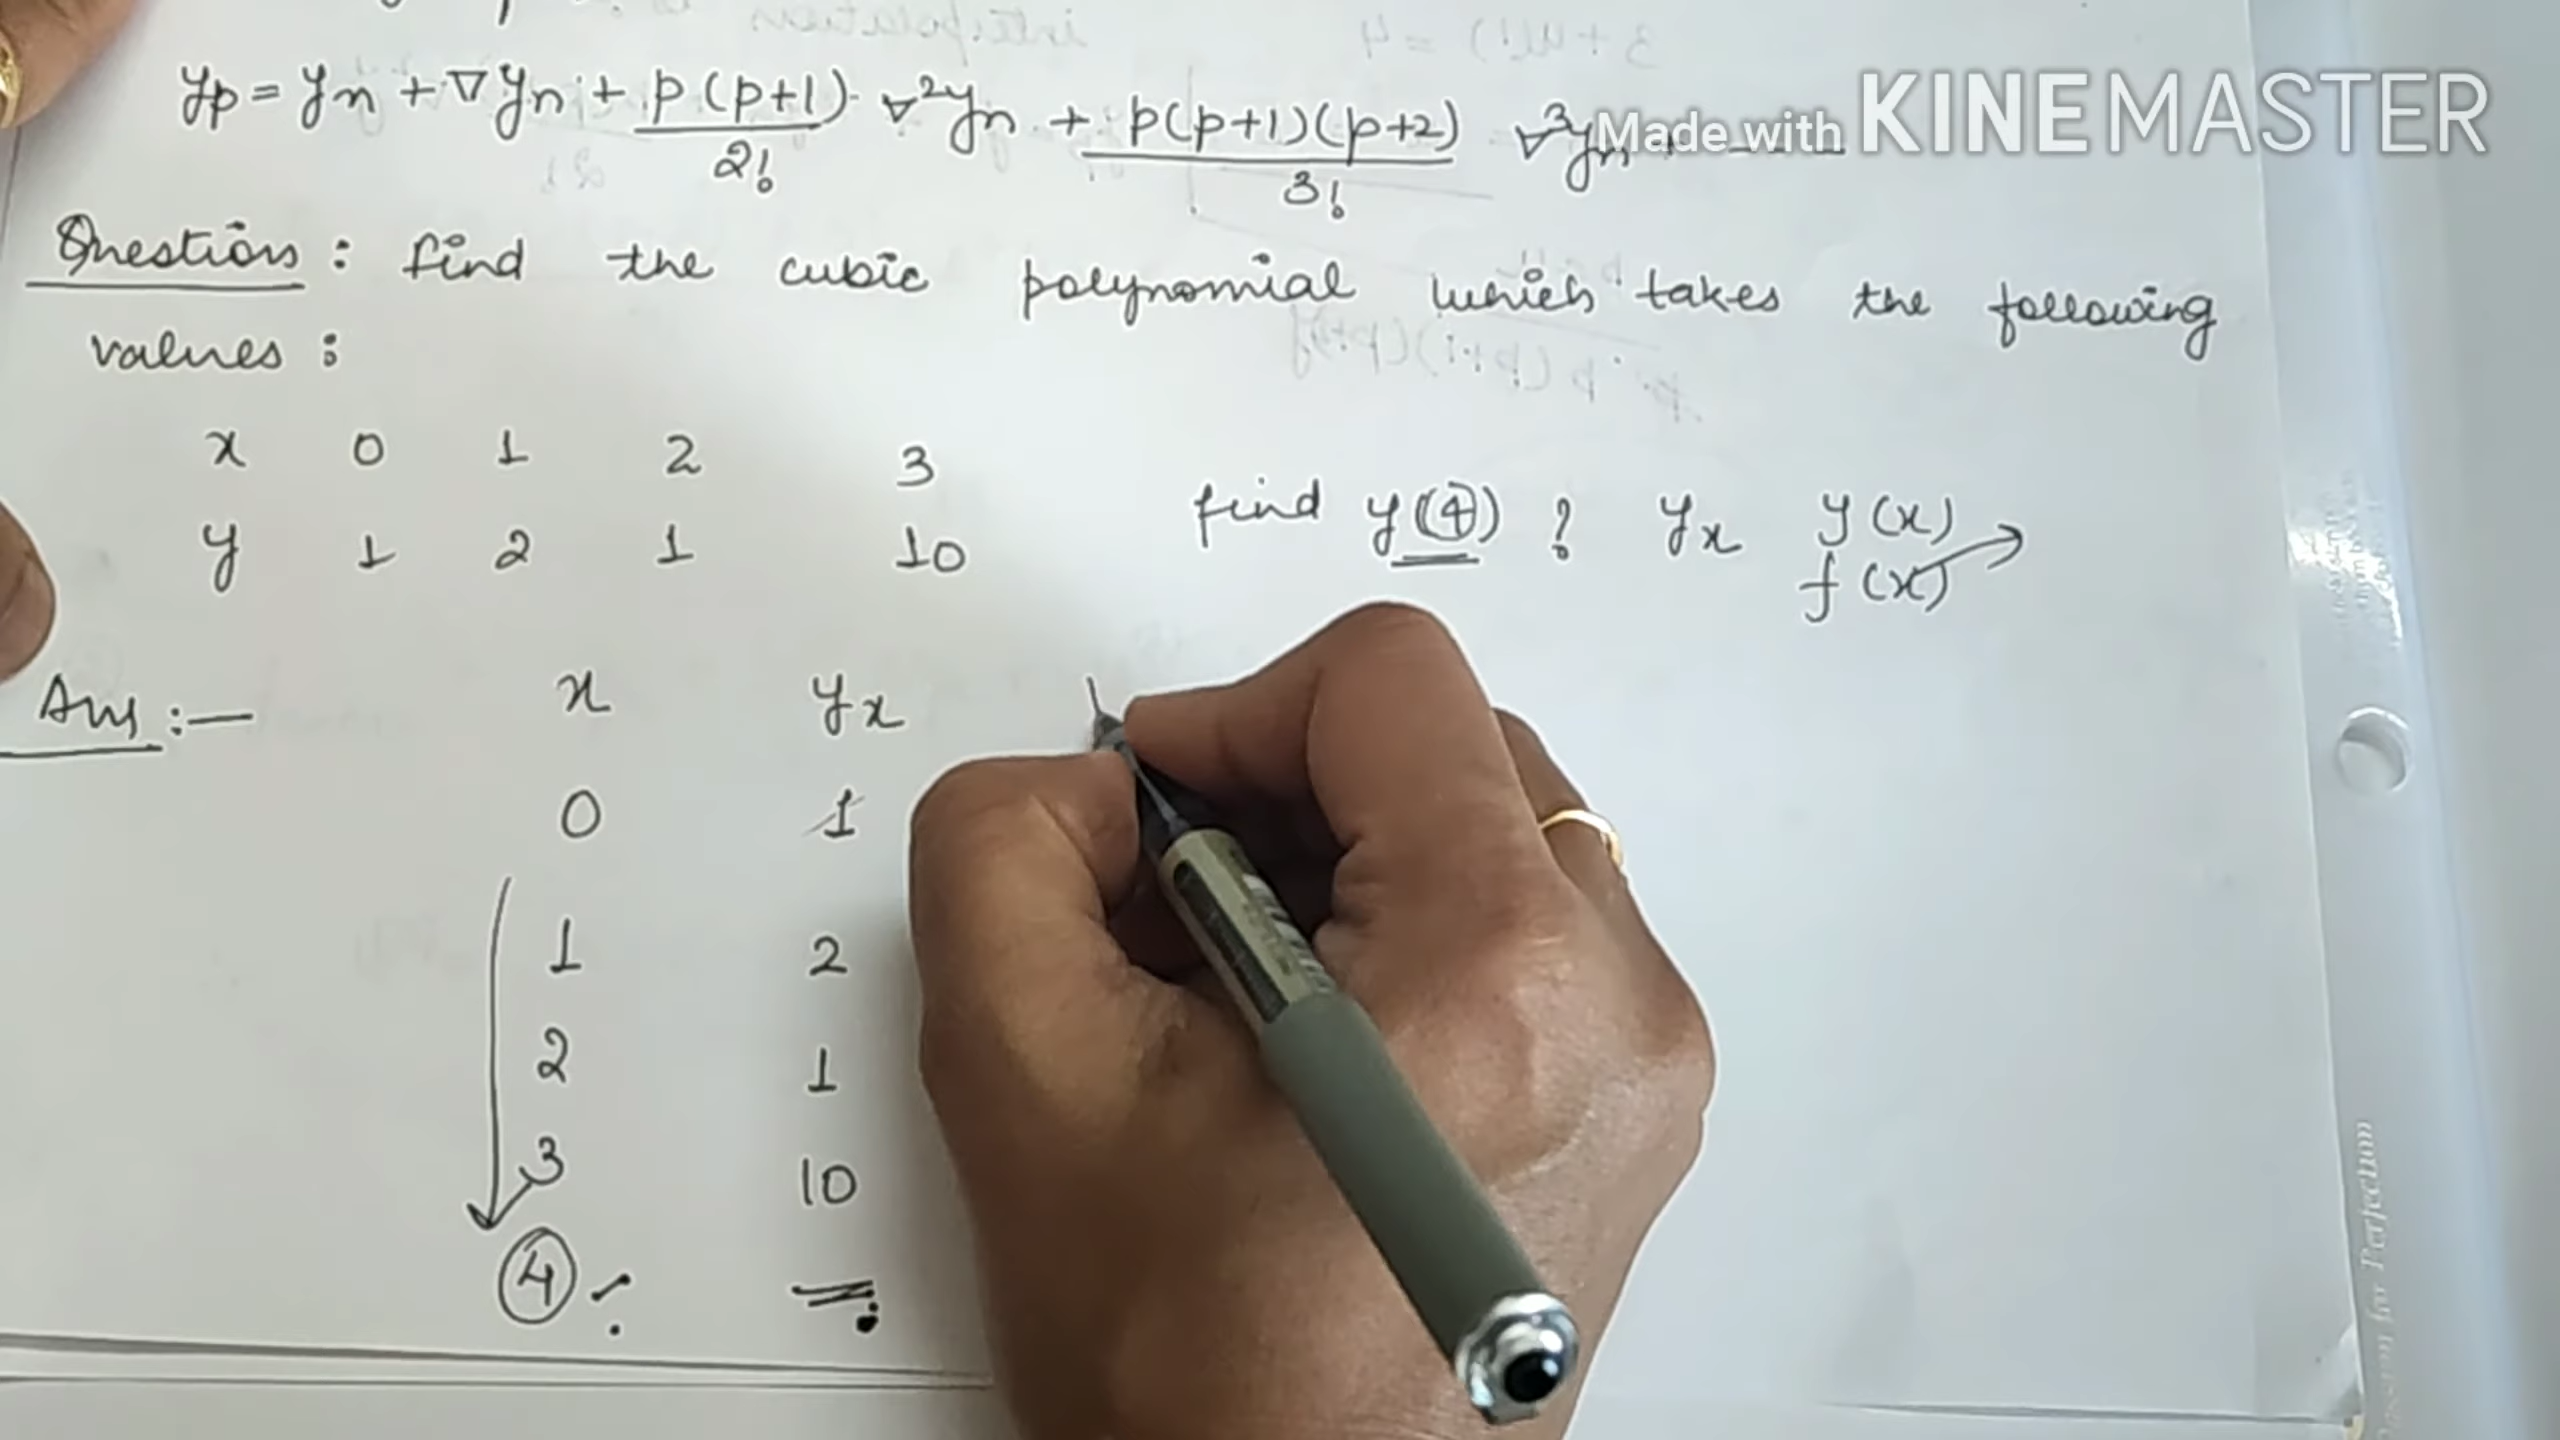 yp = yn + ∇yn + p(p+1)/2! ∇²yn + p(p+1)(p+2)/3! ∇³yn + ----
Made with KINEMASTER
Question : find the cubic polynomial which takes the following
values :
x 0 1 2 3
y 1 2 1 10
find y(4) ? yx y(x)
f(x)
Ans :— x yx
0 1
1 2
2 1
3 10
4